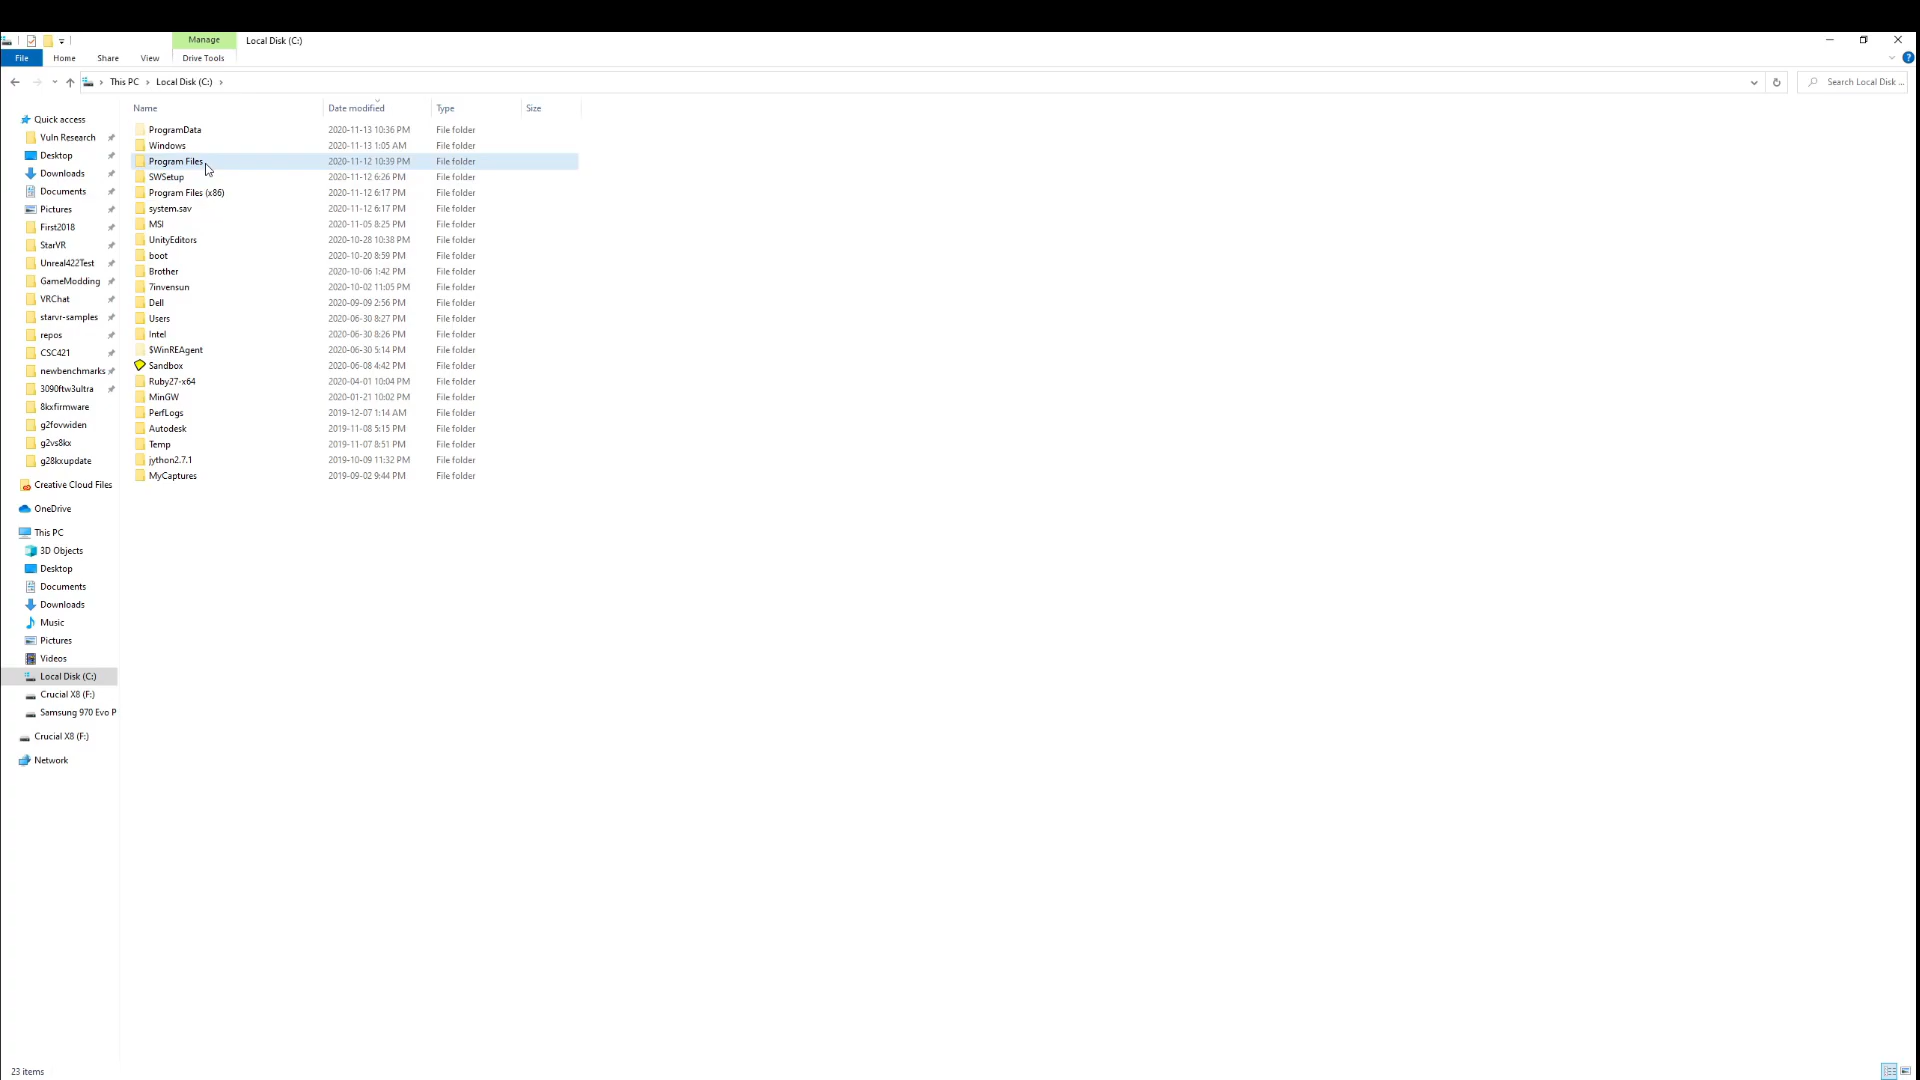 Manage Local Disk (C:)
File Home Share View Drive Tools
This PC Local Disk (C:) Search Local Disk ...
Name Date modified Type Size
Quick access
Vuln Research
Desktop
Downloads
Documents
Pictures
First2018
StarVR
Unreal422Test
GameModding
VRChat
starvr-samples
repos
CSC421
newbenchmarks
3090ftw3ultra
8kxfirmware
g2fovwiden
g2vs8kx
g28kxupdate
Creative Cloud Files
OneDrive
This PC
3D Objects
Desktop
Documents
Downloads
Music
Pictures
Videos
Local Disk (C:)
Crucial X8 (F:)
Samsung 970 Evo P
Crucial X8 (F:)
Network
ProgramData 2020-11-13 10:36 PM File folder
Windows 2020-11-13 1:05 AM File folder
Program Files 2020-11-12 10:39 PM File folder
SWSetup 2020-11-12 6:26 PM File folder
Program Files (x86) 2020-11-12 6:17 PM File folder
system.sav 2020-11-12 6:17 PM File folder
MSI 2020-11-05 8:25 PM File folder
UnityEditors 2020-10-28 10:38 PM File folder
boot 2020-10-20 8:59 PM File folder
Brother 2020-10-06 1:42 PM File folder
7invensun 2020-10-02 11:05 PM File folder
Dell 2020-09-09 2:56 PM File folder
Users 2020-06-30 8:27 PM File folder
Intel 2020-06-30 8:26 PM File folder
$WinREAgent 2020-06-30 5:14 PM File folder
Sandbox 2020-06-08 4:42 PM File folder
Ruby27-x64 2020-04-01 10:04 PM File folder
MinGW 2020-01-21 10:02 PM File folder
PerfLogs 2019-12-07 1:14 AM File folder
Autodesk 2019-11-08 5:15 PM File folder
Temp 2019-11-07 8:51 PM File folder
jython2.7.1 2019-10-09 11:32 PM File folder
MyCaptures 2019-09-02 9:44 PM File folder
23 items